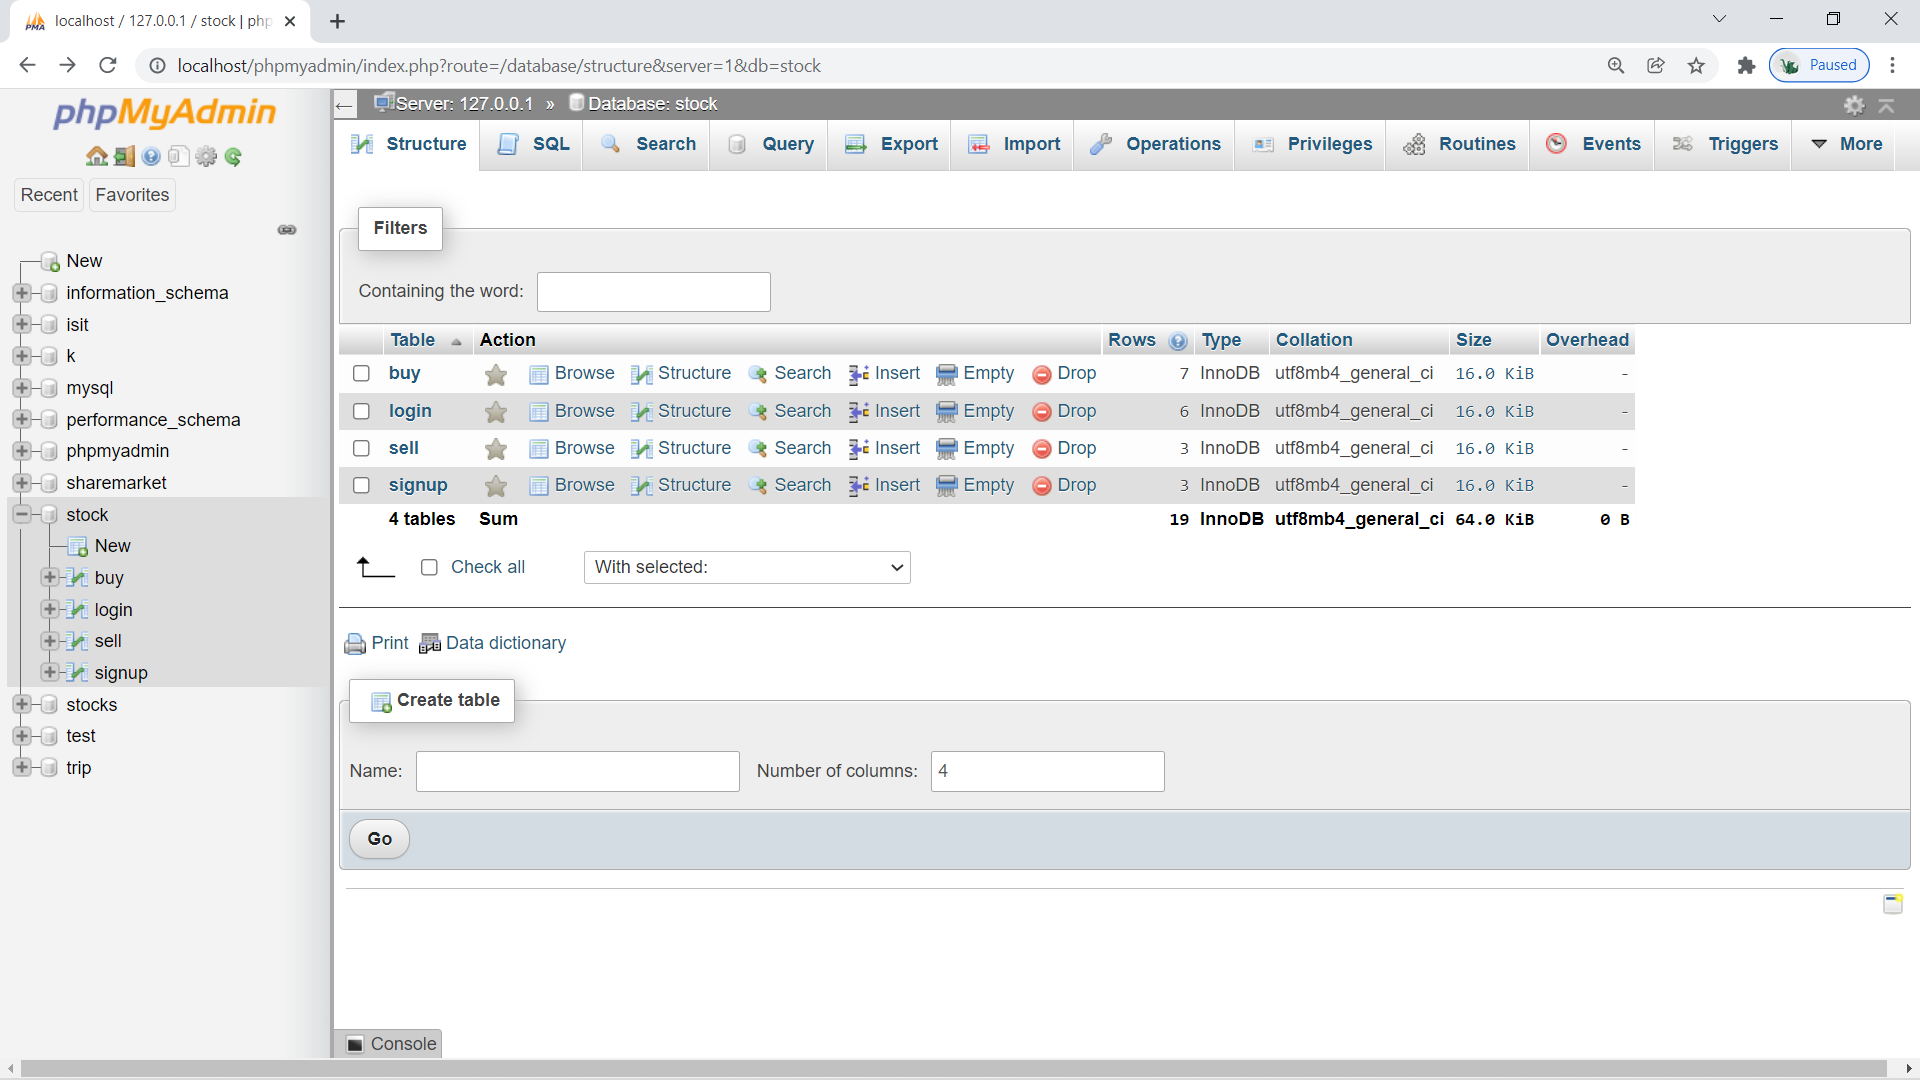 localhost / 127.0.0.1 / stock | php
localhost/phpmyadmin/index.php?route=/database/structure&server=1&db=stock
Paused
phpMyAdmin
Recent Favorites
New
information_schema
isit
k
mysql
performance_schema
phpmyadmin
sharemarket
stock
New
buy
login
sell
signup
stocks
test
trip
Server: 127.0.0.1 » Database: stock
Structure SQL Search Query Export Import Operations Privileges Routines Events Triggers More
Filters
Containing the word:
Table Action Rows Type Collation Size Overhead
buy Browse Structure Search Insert Empty Drop 7 InnoDB utf8mb4_general_ci 16.0 KiB -
login Browse Structure Search Insert Empty Drop 6 InnoDB utf8mb4_general_ci 16.0 KiB -
sell Browse Structure Search Insert Empty Drop 3 InnoDB utf8mb4_general_ci 16.0 KiB -
signup Browse Structure Search Insert Empty Drop 3 InnoDB utf8mb4_general_ci 16.0 KiB -
4 tables Sum 19 InnoDB utf8mb4_general_ci 64.0 KiB 0 B
Check all With selected:
Print Data dictionary
Create table
Name: Number of columns: 4
Go
Console